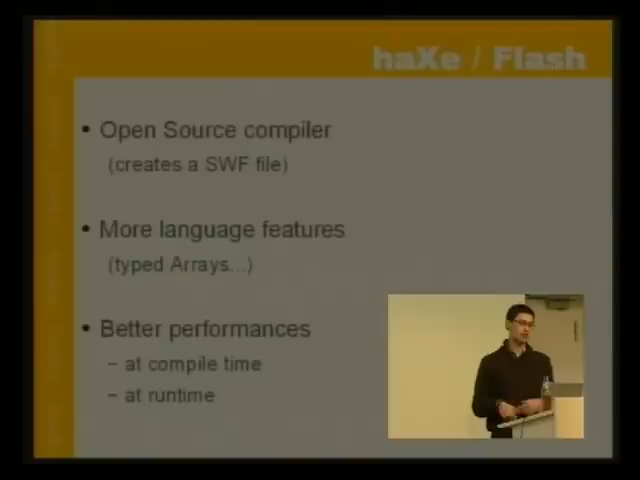 haXe / Flash
• Open Source compiler
(creates a SWF file)
• More language features
(typed Arrays...)
• Better performances
– at compile time
– at runtime